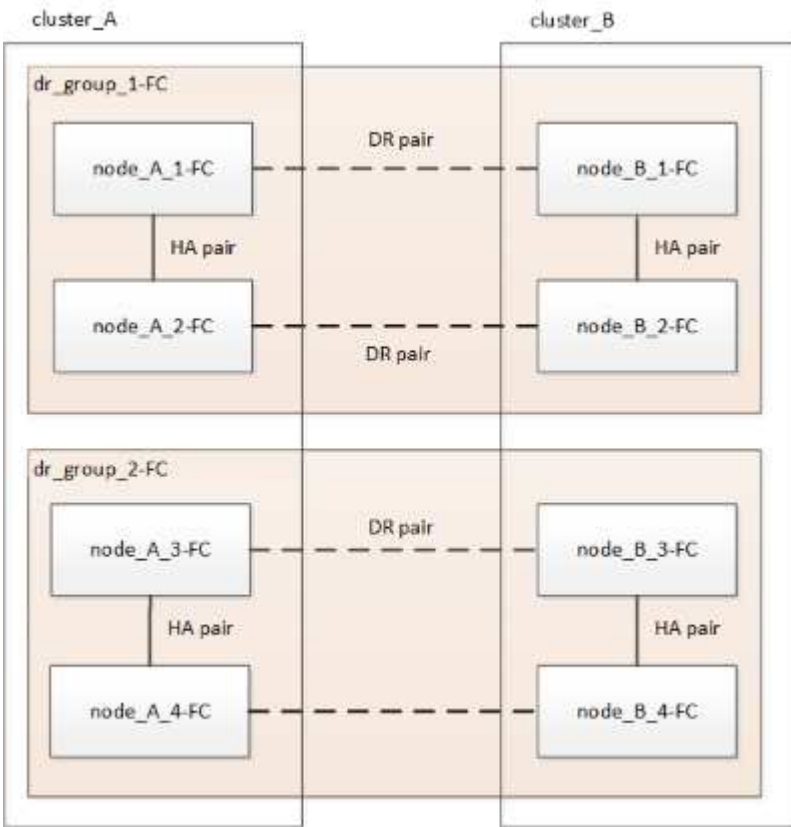 cluster_A
cluster_B
dr_group_1-FC
DR pair
node_A_1-FC
node_B_1-FC
HA pair
HA pair
node_A_2-FC
node_B_2-FC
DR pair
dr_group_2-FC
DR pair
node_A_3-FC
node_B_3-FC
HA pair
HA pair
node_A_4-FC
node_B_4-FC